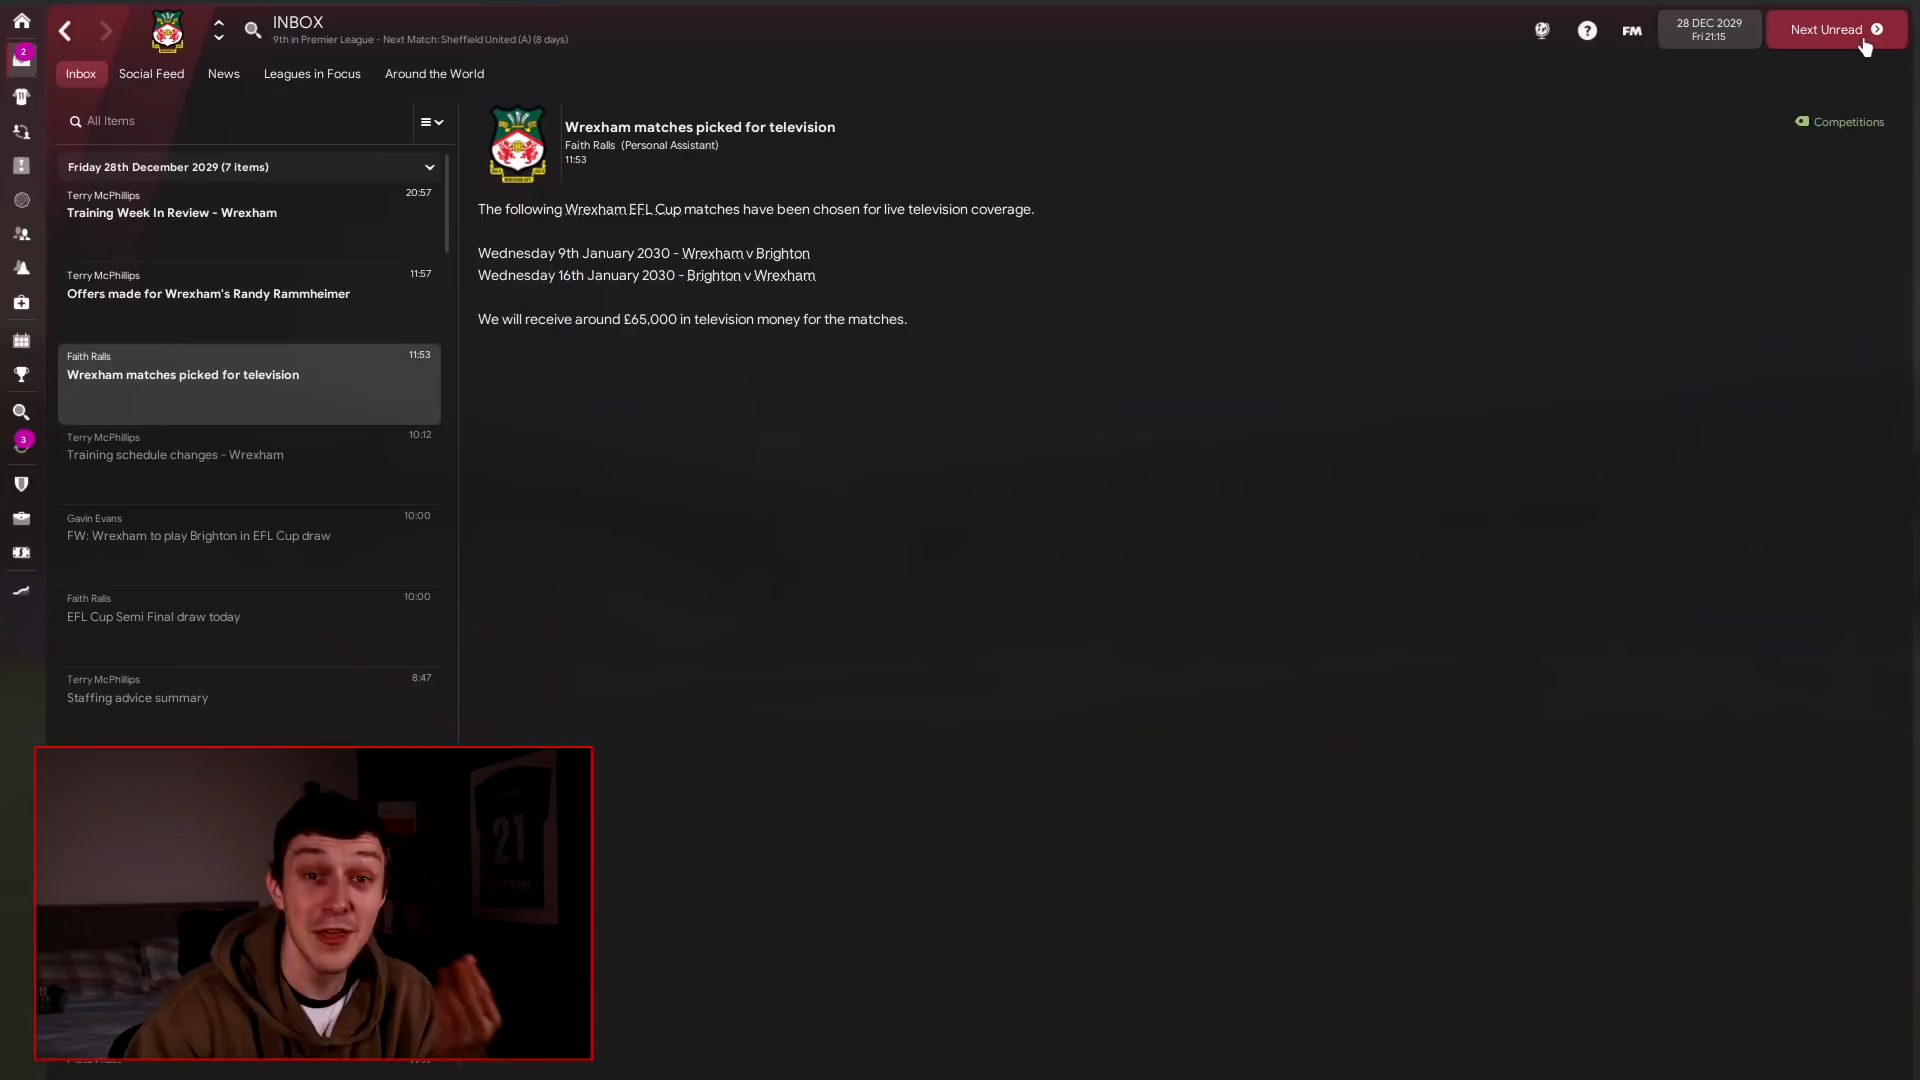 INBOX
9th in Premier League - Next Match: Sheffield United (A) (8 days)
FM
28 DEC 2029
Fri 21:15
Next Unread
2
Inbox
Social Feed
News
Leagues in Focus
Around the World
11
All Items
Friday 28th December 2029 (7 items)
Terry McPhillips
20:57
Training Week In Review - Wrexham
Terry McPhillips
11:57
Offers made for Wrexham's Randy Rammheimer
Faith Ralls
11:53
Wrexham matches picked for television
Terry McPhillips
10:12
Training schedule changes - Wrexham
3
Gavin Evans
10:00
FW: Wrexham to play Brighton in EFL Cup draw
Faith Ralls
10:00
EFL Cup Semi Final draw today
Terry McPhillips
8:47
Staffing advice summary
Wrexham matches picked for television
Faith Ralls (Personal Assistant)
11:53
Competitions
The following Wrexham EFL Cup matches have been chosen for live television coverage.
Wednesday 9th January 2030 - Wrexham v Brighton
Wednesday 16th January 2030 - Brighton v Wrexham
We will receive around £65,000 in television money for the matches.
21